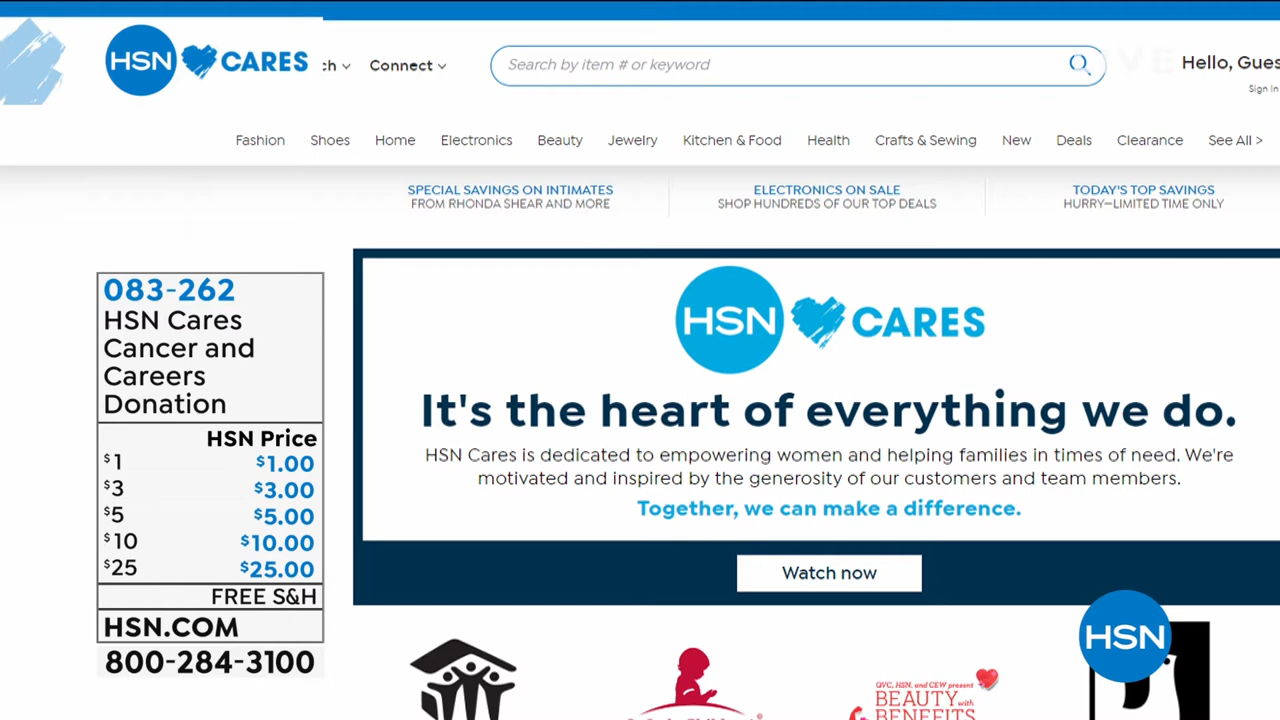 HSN CARES
ch Connect
Search by item # or keyword
Hello, Gues
Sign In
Fashion Shoes Home Electronics Beauty Jewelry Kitchen & Food Health Crafts & Sewing New Deals Clearance See All >
SPECIAL SAVINGS ON INTIMATES
FROM RHONDA SHEAR AND MORE
ELECTRONICS ON SALE
SHOP HUNDREDS OF OUR TOP DEALS
TODAY'S TOP SAVINGS
HURRY—LIMITED TIME ONLY
083-262
HSN Cares
Cancer and
Careers
Donation
HSN Price
$1 $1.00
$3 $3.00
$5 $5.00
$10 $10.00
$25 $25.00
FREE S&H
HSN.COM
800-284-3100
HSN CARES
It's the heart of everything we do.
HSN Cares is dedicated to empowering women and helping families in times of need. We're
motivated and inspired by the generosity of our customers and team members.
Together, we can make a difference.
Watch now
QVC, HSN, and CEW present
BEAUTY with
BENEFITS
HSN